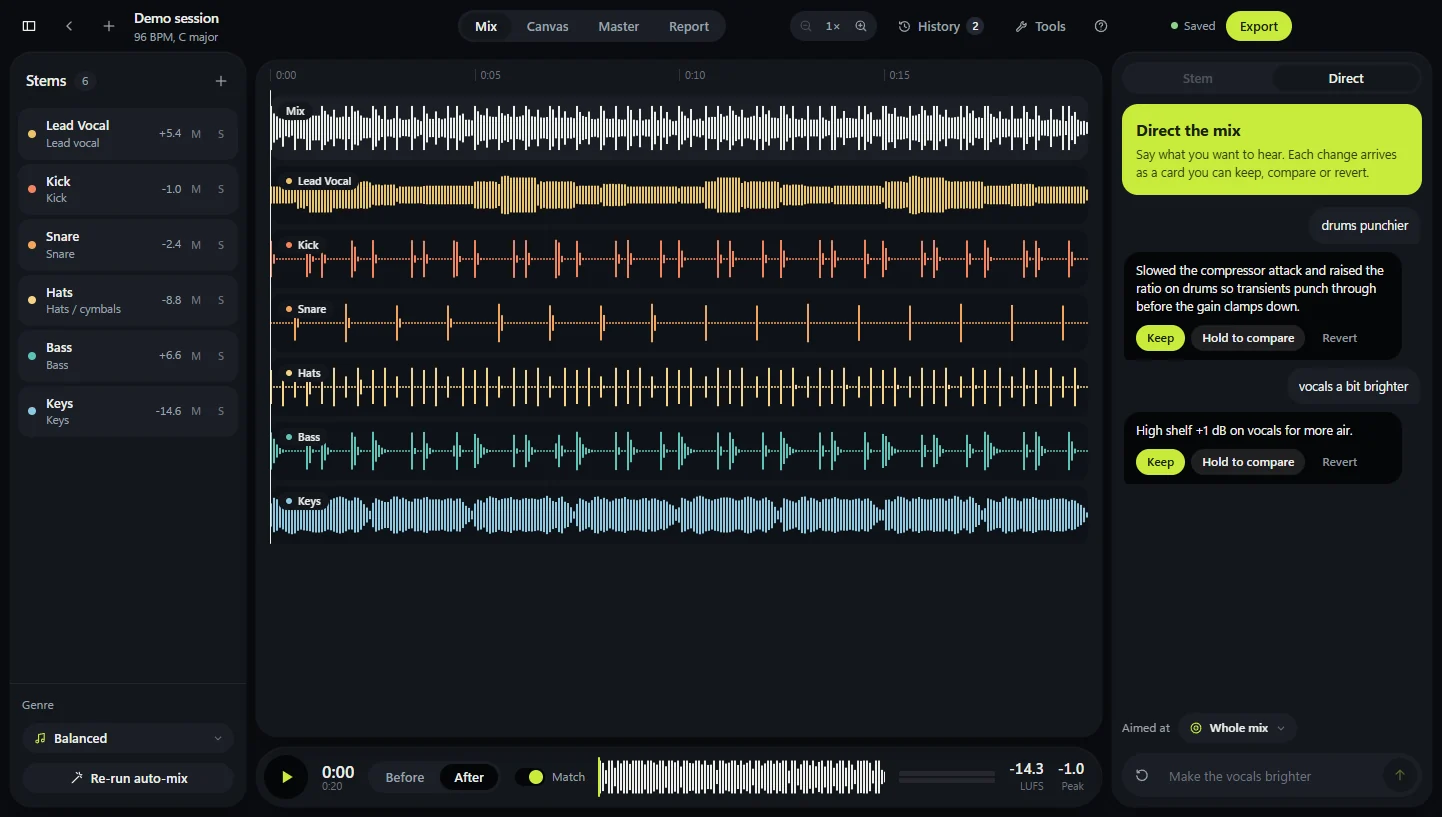 Demo session
96 BPM, C major
Mix
Canvas
Master
Report
1×
History 2
Tools
Saved
Export
Stems 6
Lead Vocal
Lead vocal
+5.4 M S
Kick
Kick
-1.0 M S
Snare
Snare
-2.4 M S
Hats
Hats / cymbals
-8.8 M S
Bass
Bass
+6.6 M S
Keys
Keys
-14.6 M S
Genre
Balanced
Re-run auto-mix
0:00
0:05
0:10
0:15
Mix
Lead Vocal
Kick
Snare
Hats
Bass
Keys
0:00
0:20
Before
After
Match
-14.3
LUFS
-1.0
Peak
Stem
Direct
Direct the mix
Say what you want to hear. Each change arrives
as a card you can keep, compare or revert.
drums punchier
Slowed the compressor attack and raised the
ratio on drums so transients punch through
before the gain clamps down.
Keep
Hold to compare
Revert
vocals a bit brighter
High shelf +1 dB on vocals for more air.
Keep
Hold to compare
Revert
Aimed at
Whole mix
Make the vocals brighter